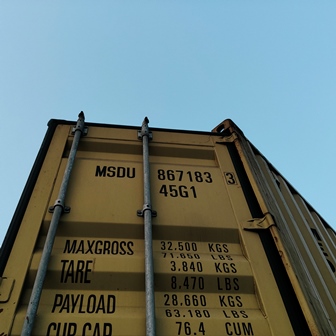 MSDU 867183 3
45G1
MAXGROSS 32.500 KGS
71.650 LBS
TARE 3.840 KGS
8.470 LBS
PAYLOAD 28.660 KGS
63.180 LBS
CUB.CAP. 76.4 CUM